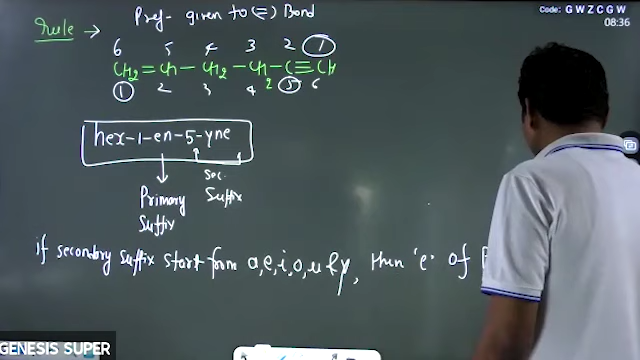 Code: G W Z C G W
08:36
Rule → Pref- given to (≡) Bond
6 5 4 3 2 1
CH2 = CH - CH2 - CH2 - C ≡ CH
1 2 3 4 5 6
hex-1-en-5-yne
Sec.
Primary Suffix
Suffix
if secondary suffix start from a, e, i, o, u & y, then 'e' of
GENESIS SUPER